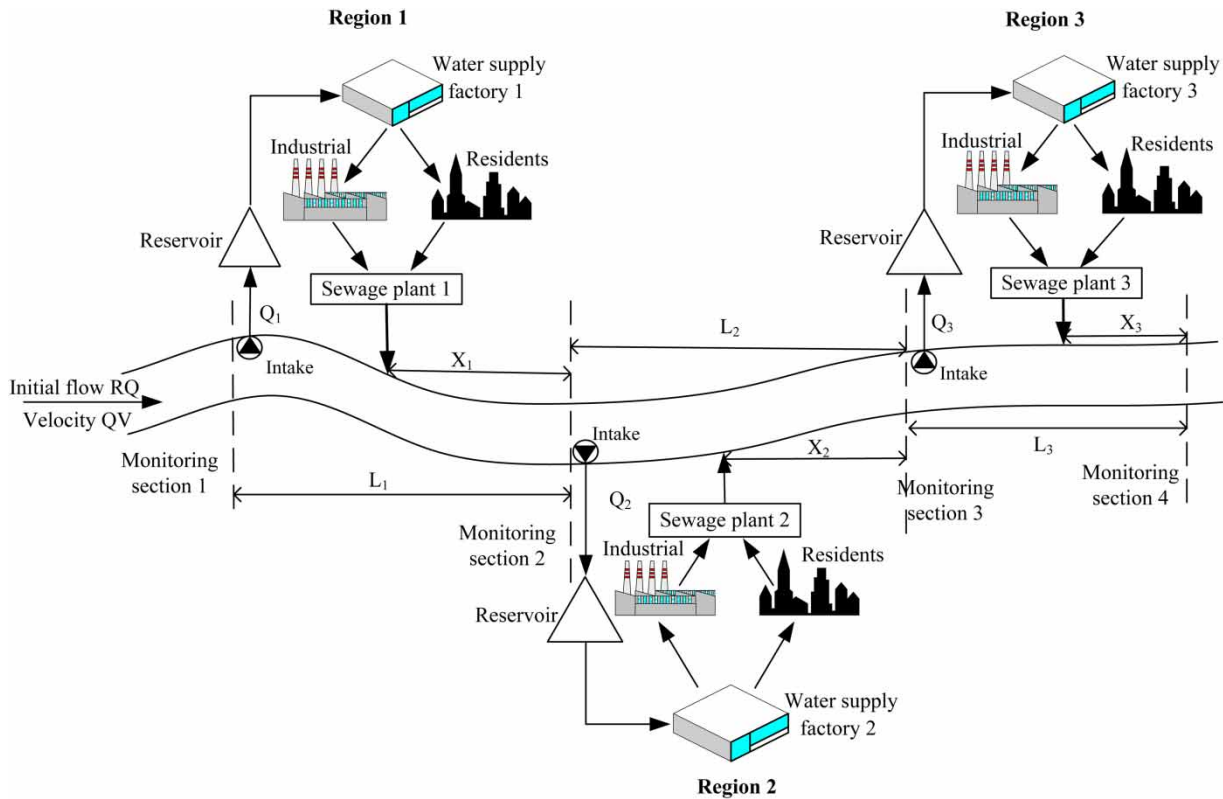 Region 1
Water supply
factory 1
Industrial
Residents
Reservoir
Sewage plant 1
Q1
Intake
X1
Initial flow RQ
Velocity QV
Monitoring
section 1
L1
L2
Region 3
Water supply
factory 3
Industrial
Residents
Reservoir
Sewage plant 3
Q3
Intake
X3
L3
Monitoring
section 3
Monitoring
section 4
Intake
X2
Q2
Monitoring
section 2
Sewage plant 2
Industrial
Residents
Reservoir
Water supply
factory 2
Region 2